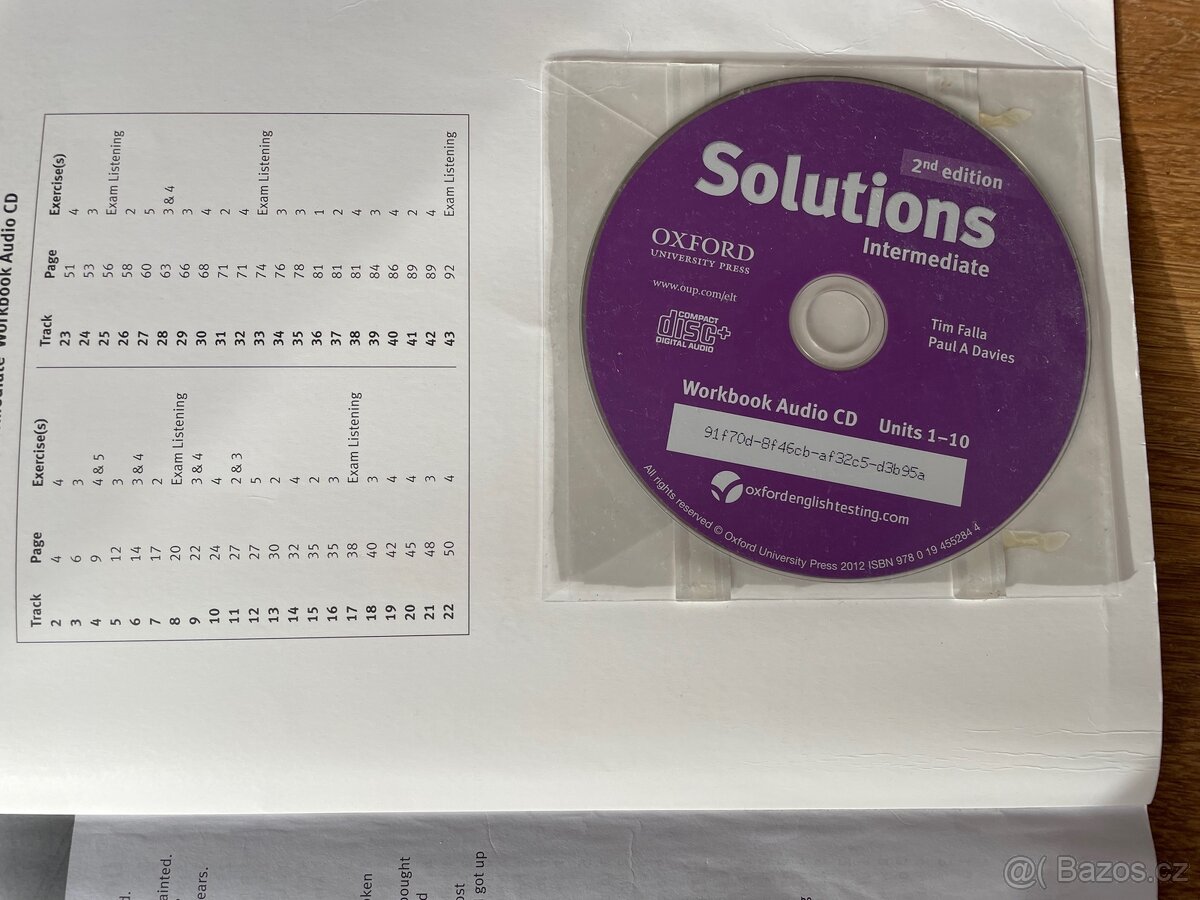 Workbook Audio CD
Track Page Exercise(s) Track Page Exercise(s)
2 4 4 23 51 4
3 6 3 24 53 3
4 9 4 & 5 25 56 Exam Listening
5 12 3 26 58 2
6 14 3 & 4 27 60 5
7 17 2 28 63 3 & 4
8 20 Exam Listening 29 66 3
9 22 3 & 4 30 68 4
10 24 4 31 71 2
11 27 2 & 3 32 71 4
12 27 5 33 74 Exam Listening
13 30 2 34 76 3
14 32 4 35 78 3
15 35 2 36 81 1
16 35 3 37 81 2
17 38 Exam Listening 38 81 4
18 40 3 39 84 3
19 42 4 40 86 4
20 45 4 41 89 2
21 48 3 42 89 4
22 50 4 43 92 Exam Listening
Solutions
2nd edition
Intermediate
OXFORD
UNIVERSITY PRESS
www.oup.com/elt
COMPACT
disc+
DIGITAL AUDIO
Tim Falla
Paul A Davies
Workbook Audio CD Units 1–10
91f70d-8f46cb-af32c5-d3b95a
oxfordenglishtesting.com
All rights reserved © Oxford University Press 2012 ISBN 978 0 19 455284 4
got up
@( Bazos.cz